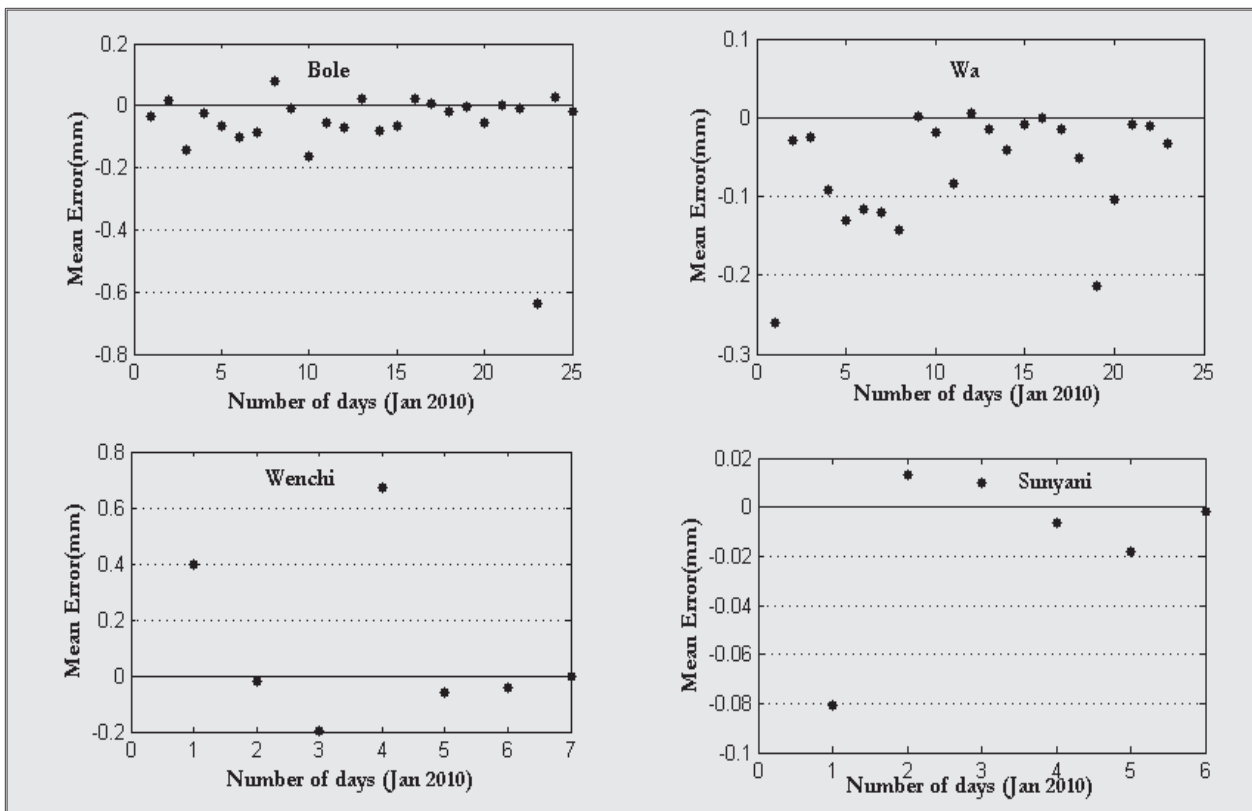 Bole
0.2
0
-0.2
-0.4
-0.6
-0.8
Mean Error(mm)
0 5 10 15 20 25
Number of days (Jan 2010)
Wa
0.1
0
-0.1
-0.2
-0.3
Mean Error(mm)
0 5 10 15 20 25
Number of days (Jan 2010)
Wenchi
0.8
0.6
0.4
0.2
0
-0.2
Mean Error(mm)
0 1 2 3 4 5 6 7
Number of days (Jan 2010)
Sunyani
0.02
0
-0.02
-0.04
-0.06
-0.08
-0.1
Mean Error(mm)
0 1 2 3 4 5 6
Number of days (Jan 2010)